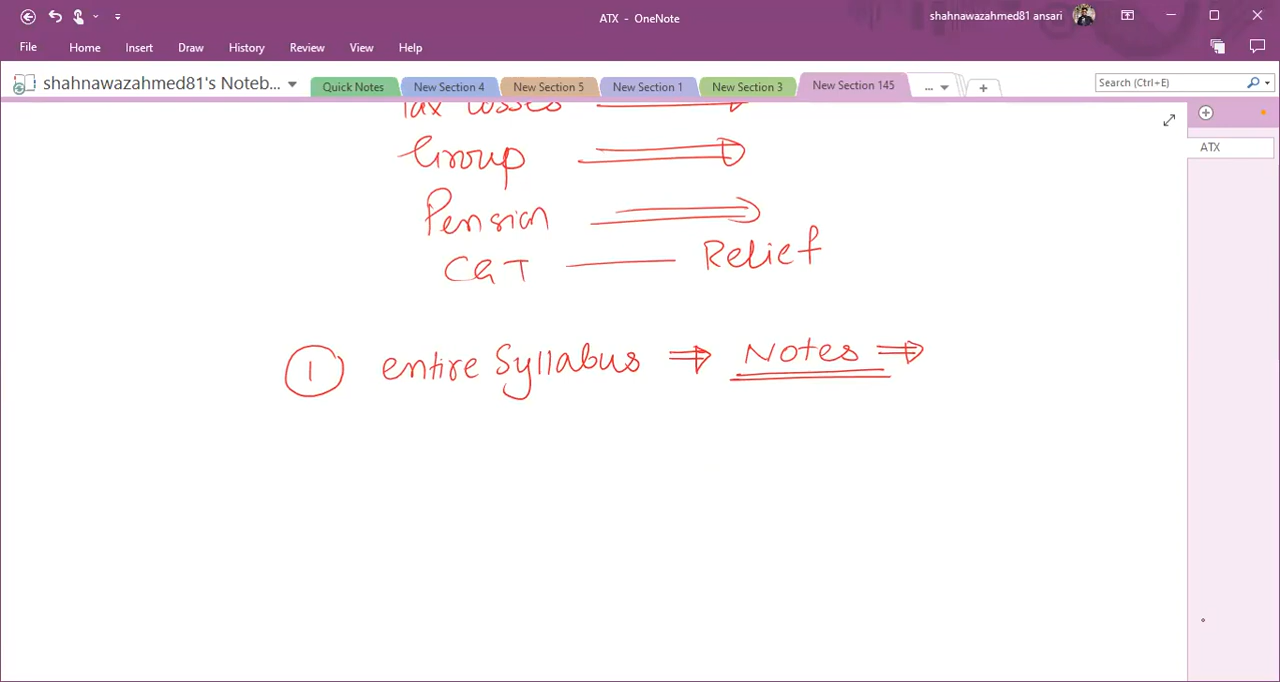 ATX - OneNote
shahnawazahmed81 ansari
File Home Insert Draw History Review View Help
shahnawazahmed81's Noteb... Quick Notes New Section 4 New Section 5 New Section 1 New Section 3 New Section 145 ... Search (Ctrl+E)
ATX
Tax Losses
Group
Pension
CGT — Relief
1 entire Syllabus ⇒ Notes ⇒